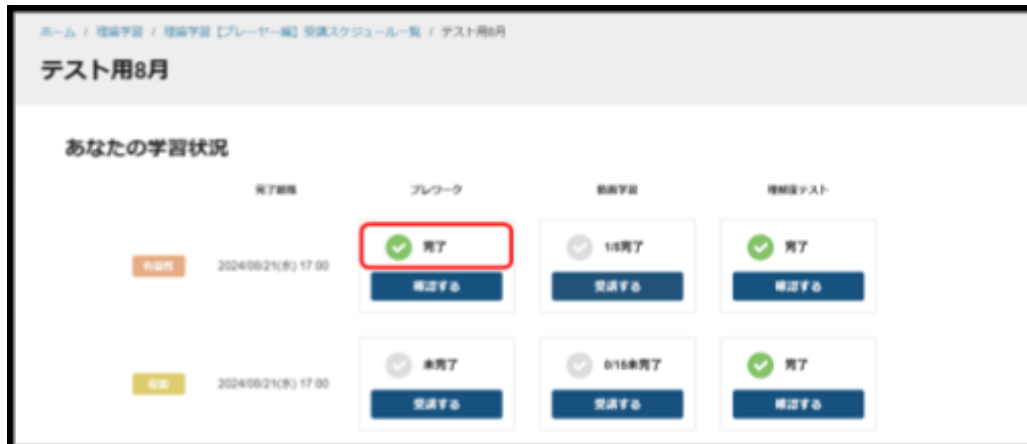 ホーム / 理論学習 / 理論学習【プレーヤー編】受講スケジュール一覧 / テスト用8月
テスト用8月
あなたの学習状況
完了期限 プレワーク 動画学習 理解度テスト
完了 1/5完了 完了
2024/08/21(水) 17:00
確認する 受講する 確認する
未完了 0/15未完了 完了
2024/08/21(水) 17:00
受講する 受講する 確認する